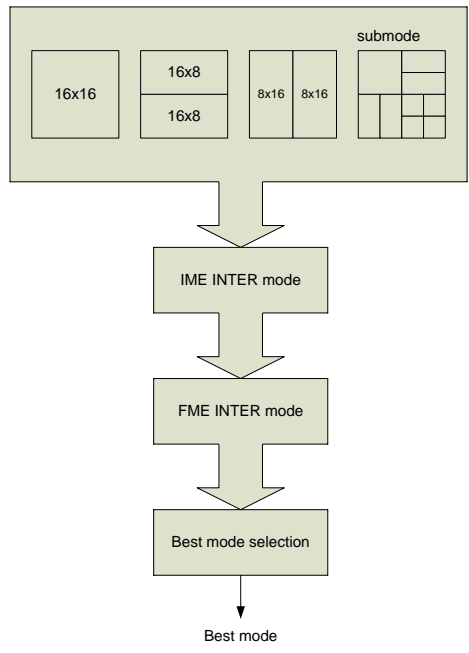 submode
16x16
16x8
16x8
8x16
8x16
IME INTER mode
FME INTER mode
Best mode selection
Best mode